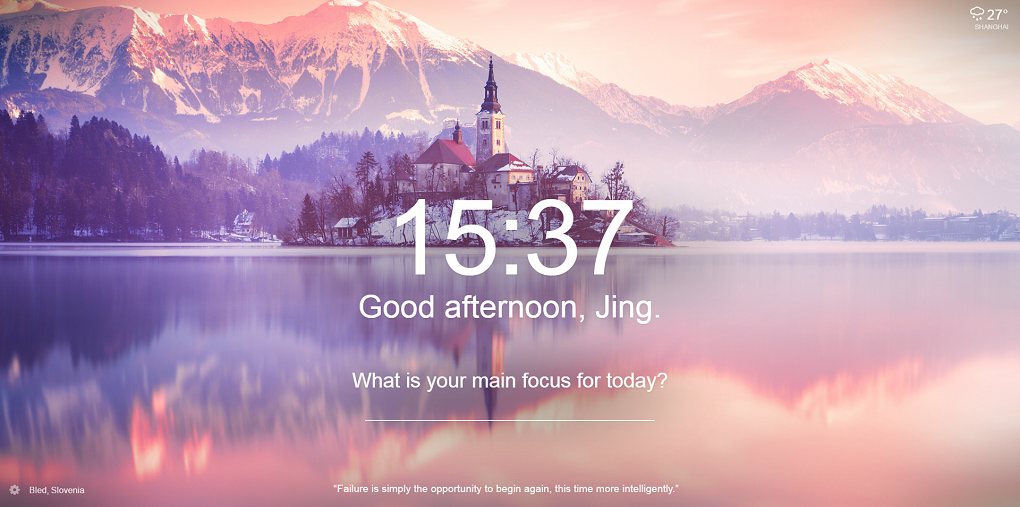 27°
SHANGHAI
15:37
Good afternoon, Jing.
What is your main focus for today?
"Failure is simply the opportunity to begin again, this time more intelligently."
Bled, Slovenia